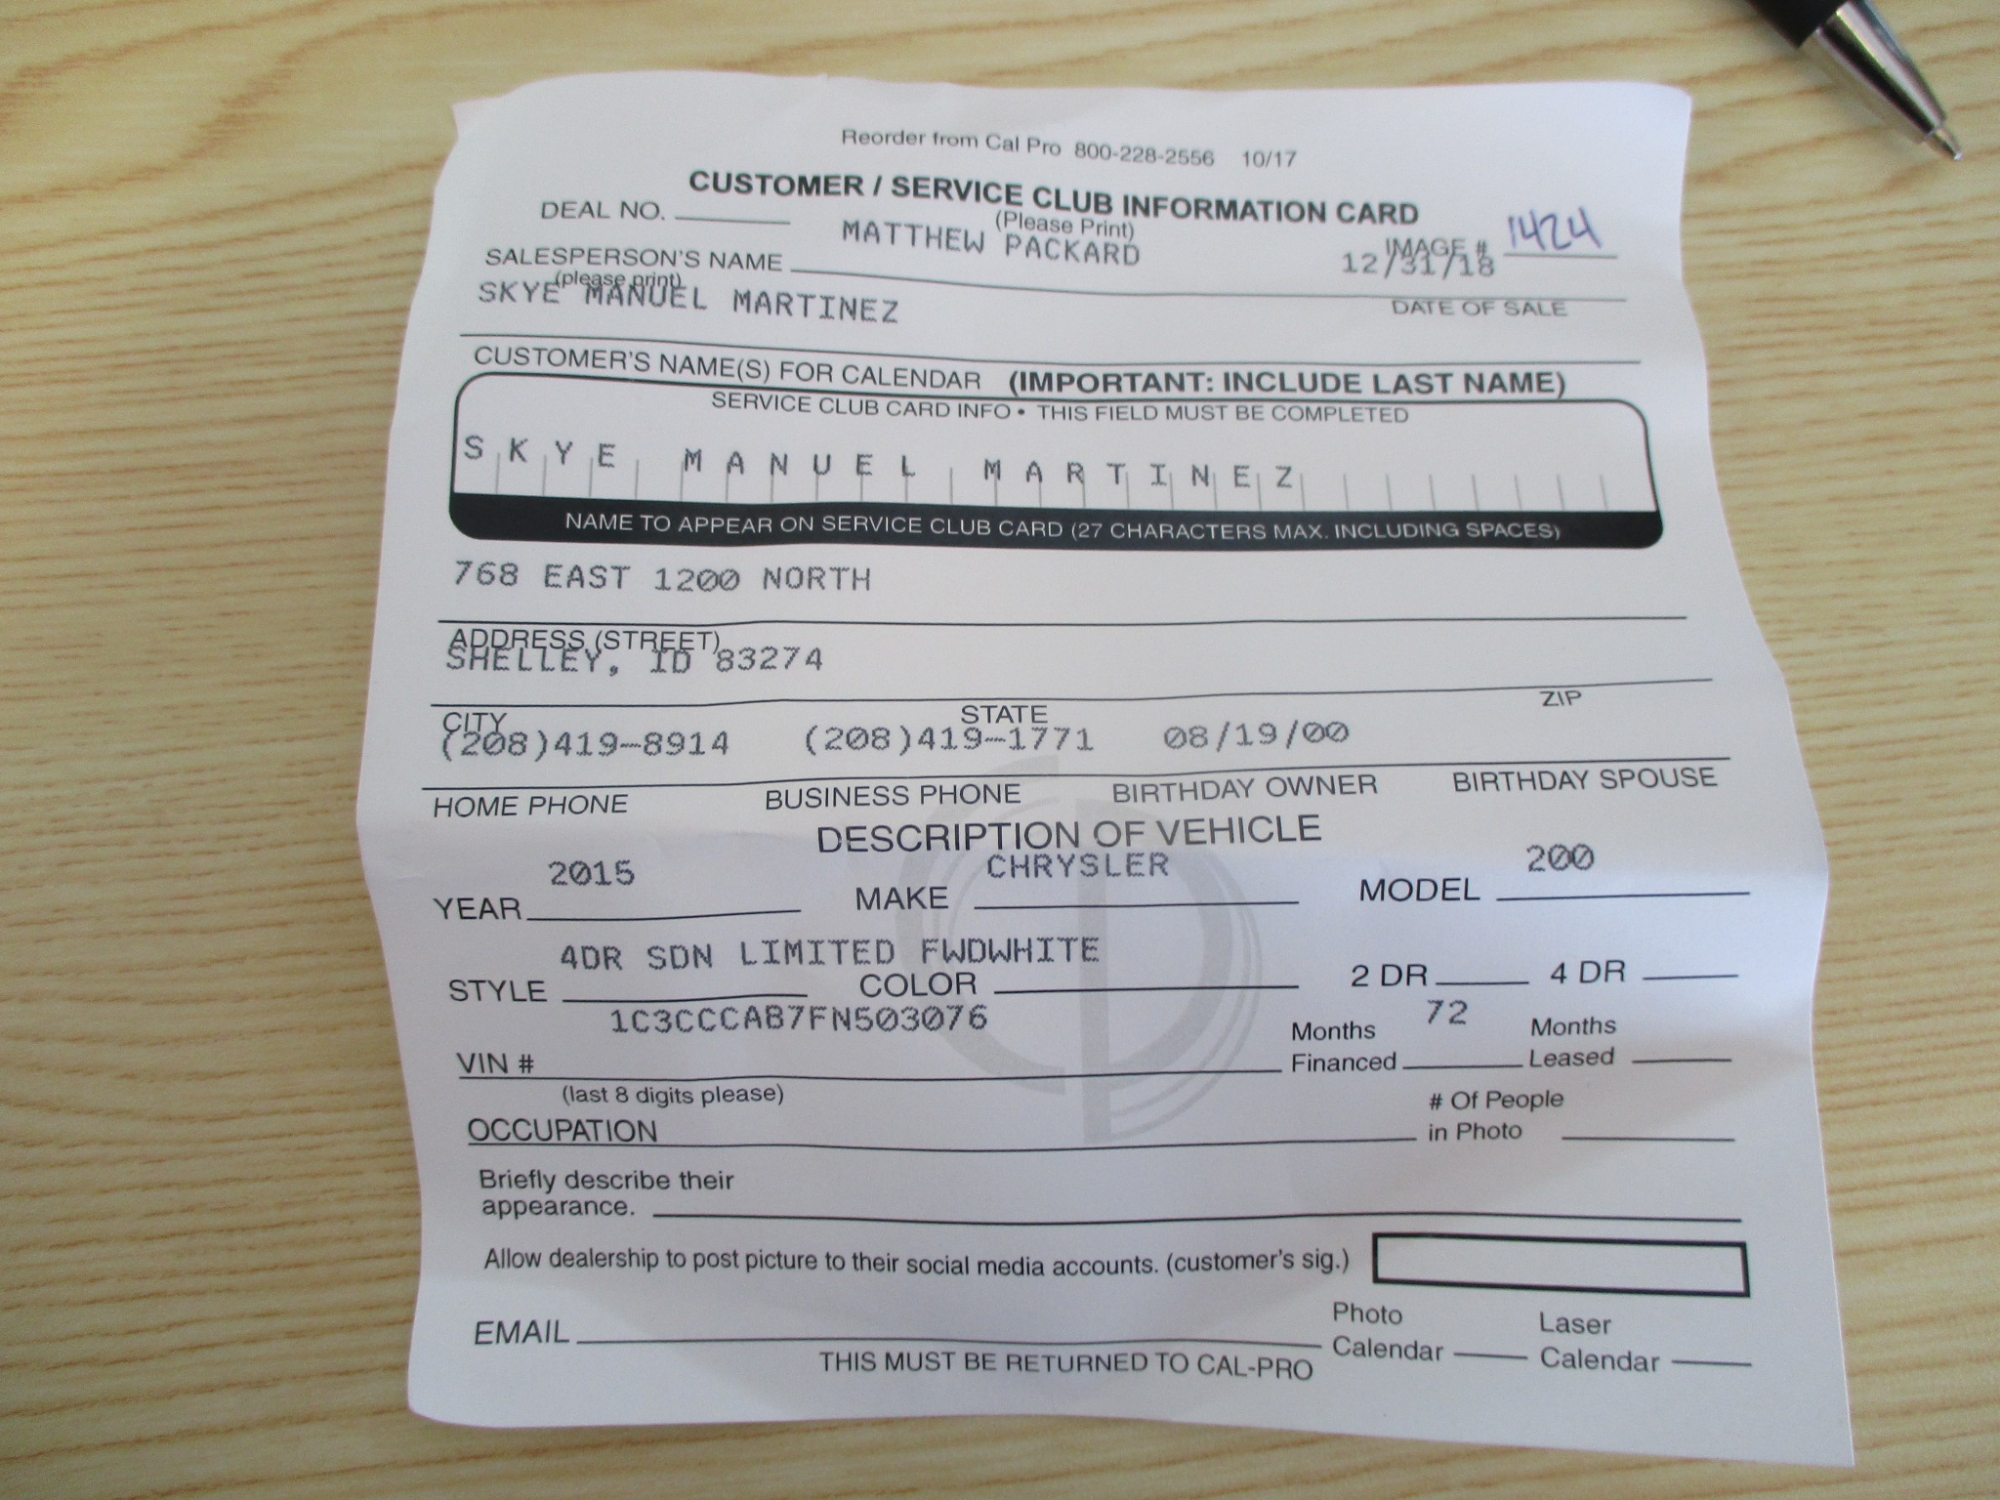 Reorder from Cal Pro 800-228-2556 10/17
CUSTOMER / SERVICE CLUB INFORMATION CARD
(Please Print)
DEAL NO.
IMAGE # 1424
MATTHEW PACKARD 12/31/18
SALESPERSON'S NAME
(please print)
DATE OF SALE
SKYE MANUEL MARTINEZ
CUSTOMER'S NAME(S) FOR CALENDAR (IMPORTANT: INCLUDE LAST NAME)
SERVICE CLUB CARD INFO • THIS FIELD MUST BE COMPLETED
SKYE MANUEL MARTINEZ
NAME TO APPEAR ON SERVICE CLUB CARD (27 CHARACTERS MAX. INCLUDING SPACES)
768 EAST 1200 NORTH
ADDRESS (STREET)
SHELLEY, ID 83274
CITY STATE ZIP
(208)419-8914 (208)419-1771 08/19/00
HOME PHONE BUSINESS PHONE BIRTHDAY OWNER BIRTHDAY SPOUSE
DESCRIPTION OF VEHICLE
2015 CHRYSLER 200
YEAR MAKE MODEL
4DR SDN LIMITED FWDWHITE
STYLE COLOR 2 DR 4 DR
1C3CCCAB7FN503076 72
VIN # Months Financed Months Leased
(last 8 digits please)
OCCUPATION # Of People in Photo
Briefly describe their
appearance.
Allow dealership to post picture to their social media accounts. (customer's sig.)
EMAIL Photo Calendar Laser Calendar
THIS MUST BE RETURNED TO CAL-PRO